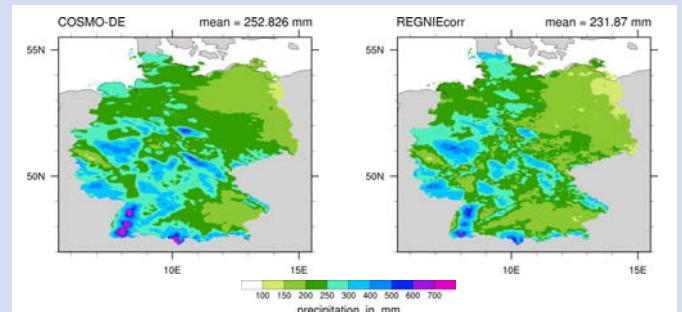 COSMO-DE mean = 252.826 mm
REGNIEcorr mean = 231.87 mm
55N
50N
10E 15E
55N
50N
10E 15E
100 150 200 250 300 400 500 600 700
precipitation in mm